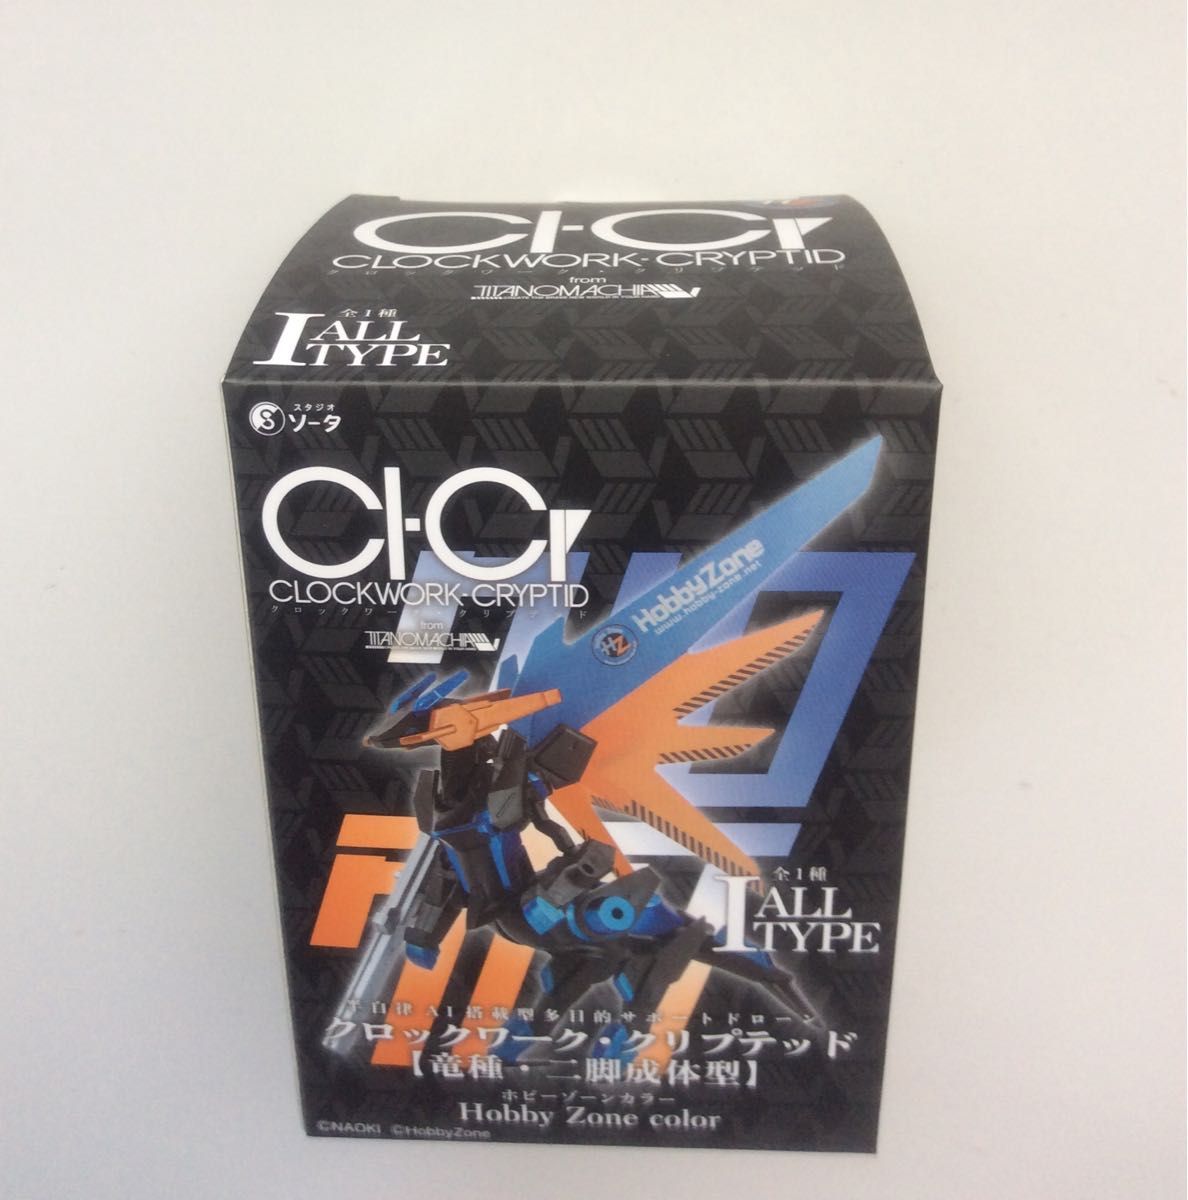 Cl-Cr
CLOCKWORK-CRYPTID
クロックワーク・クリプテッド
from
TITANOMACHIA
全1種
1 ALL TYPE
スタジオ
ソータ
Cl-Cr
CLOCKWORK-CRYPTID
クロックワーク・クリプテッド
from
TITANOMACHIA
HobbyZone
www.hobby-zone.net
HZ
全1種
1 ALL TYPE
半自律AI搭載型多目的サポートドローン
クロックワーク・クリプテッド
【竜種・二脚成体型】
ホビーゾーンカラー
Hobby Zone color
©NAOKI ©HobbyZone